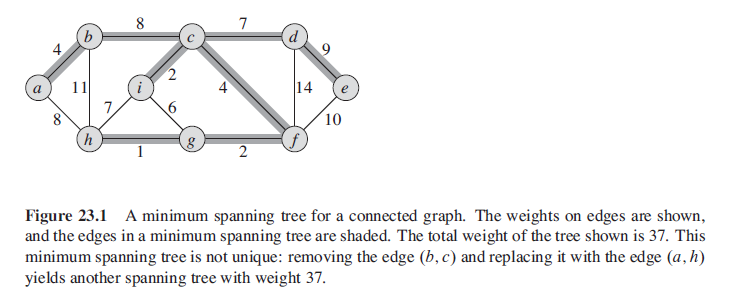 8 7
b c d
4 9
2
a 11 i 4 14 e
7 6
8 10
h g f
1 2
Figure 23.1 A minimum spanning tree for a connected graph. The weights on edges are shown,
and the edges in a minimum spanning tree are shaded. The total weight of the tree shown is 37. This
minimum spanning tree is not unique: removing the edge (b, c) and replacing it with the edge (a, h)
yields another spanning tree with weight 37.